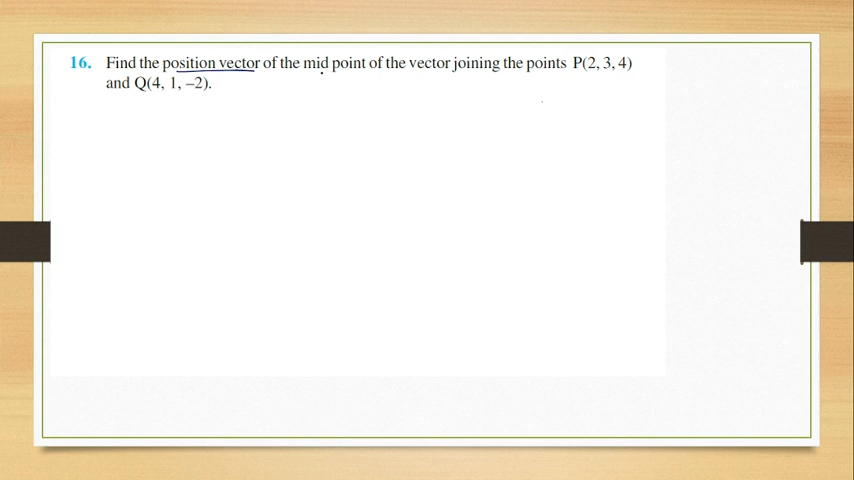 16. Find the position vector of the mid point of the vector joining the points P(2, 3, 4)
and Q(4, 1, –2).